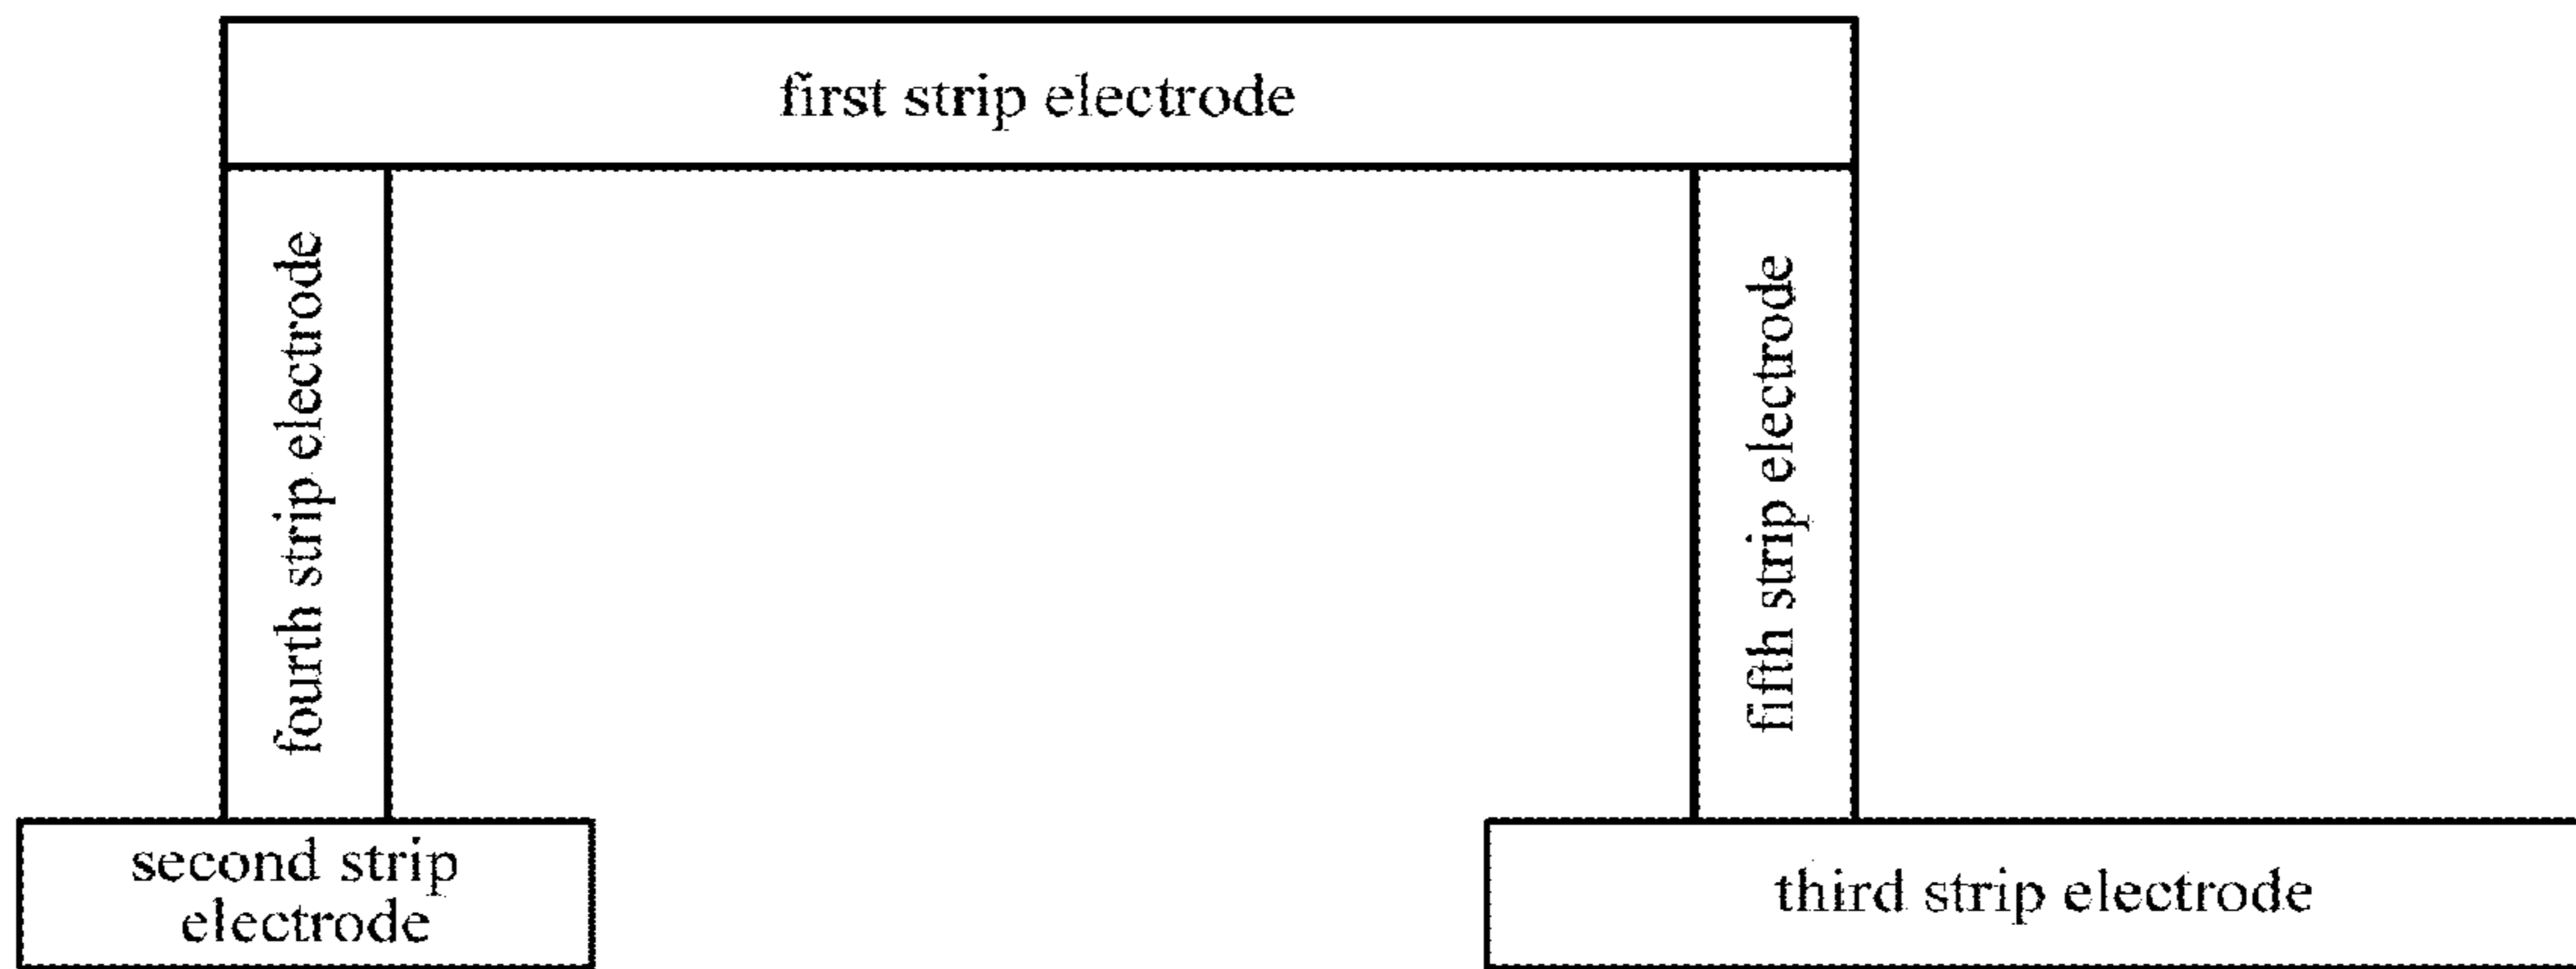 first strip electrode
fourth strip electrode
fifth strip electrode
second strip
electrode
third strip electrode